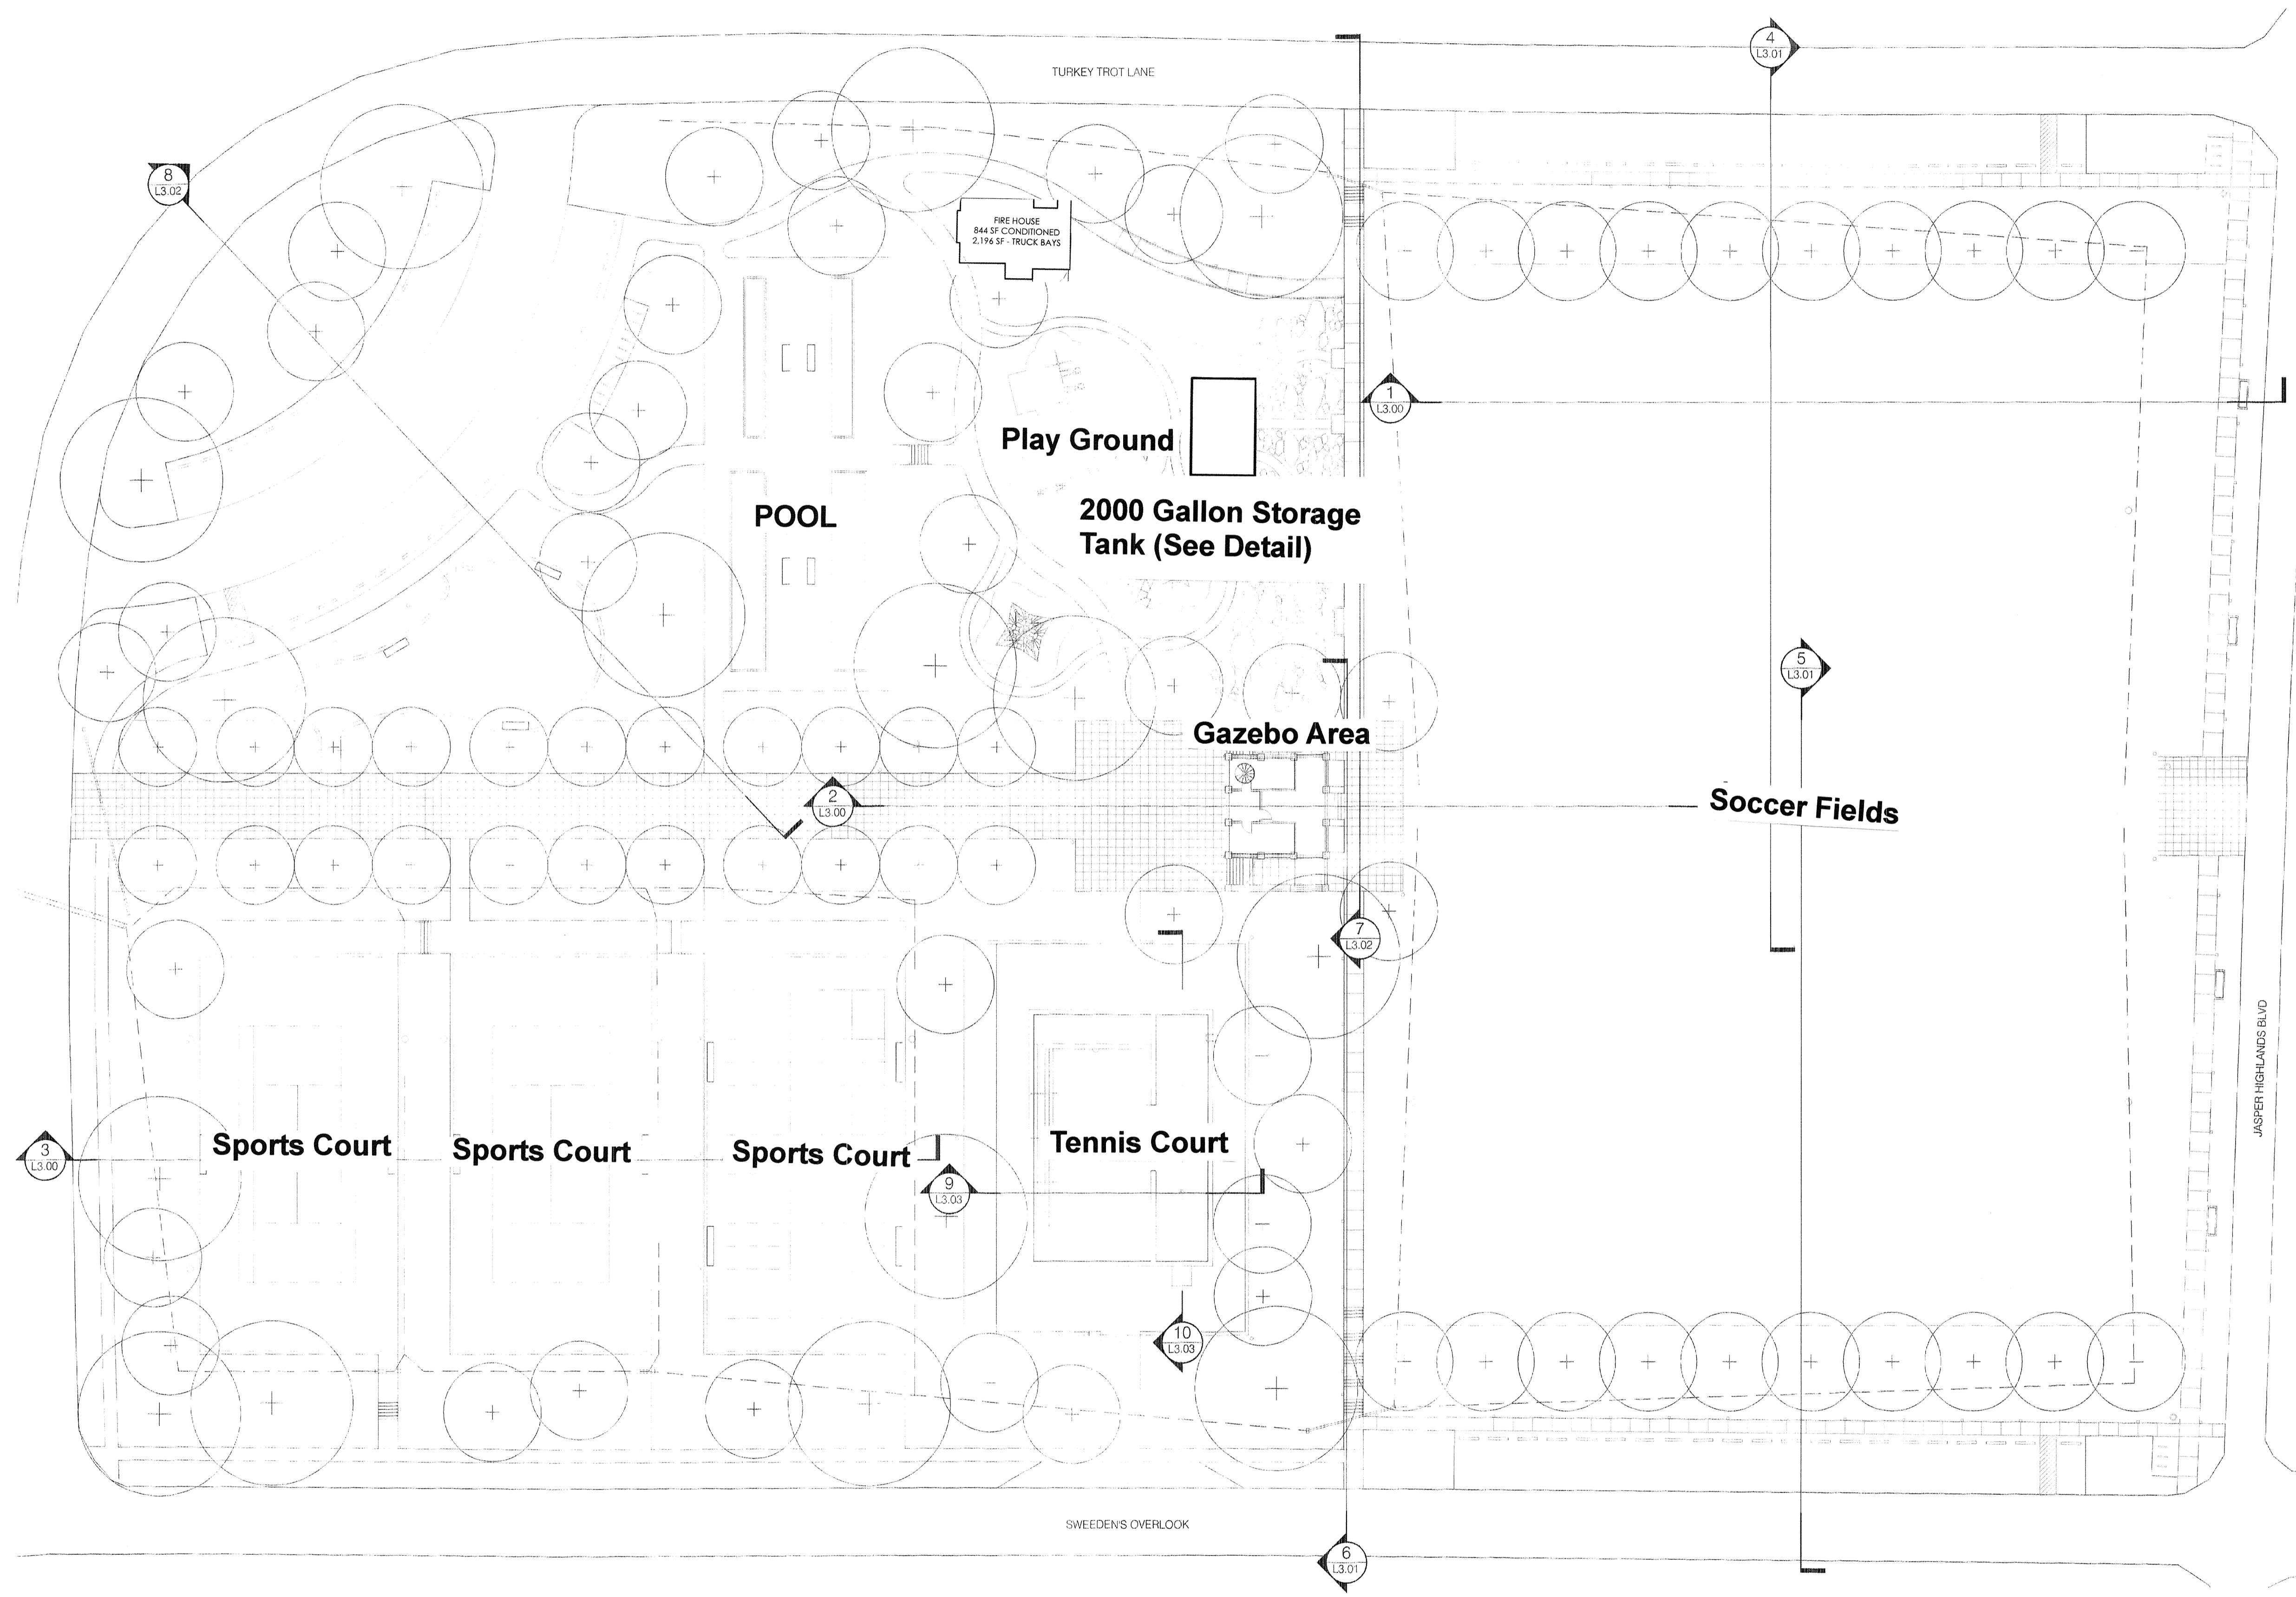 4
L3.01
TURKEY TROT LANE
8
L3.02
FIRE HOUSE
844 SF CONDITIONED
2,196 SF - TRUCK BAYS
1
L3.00
Play Ground
POOL
2000 Gallon Storage
Tank (See Detail)
5
L3.01
Gazebo Area
2
L3.00
Soccer Fields
7
L3.02
JASPER HIGHLANDS BLVD
3
L3.00
Sports Court
Sports Court
Sports Court
Tennis Court
9
L3.03
10
L3.03
SWEEDEN'S OVERLOOK
6
L3.01